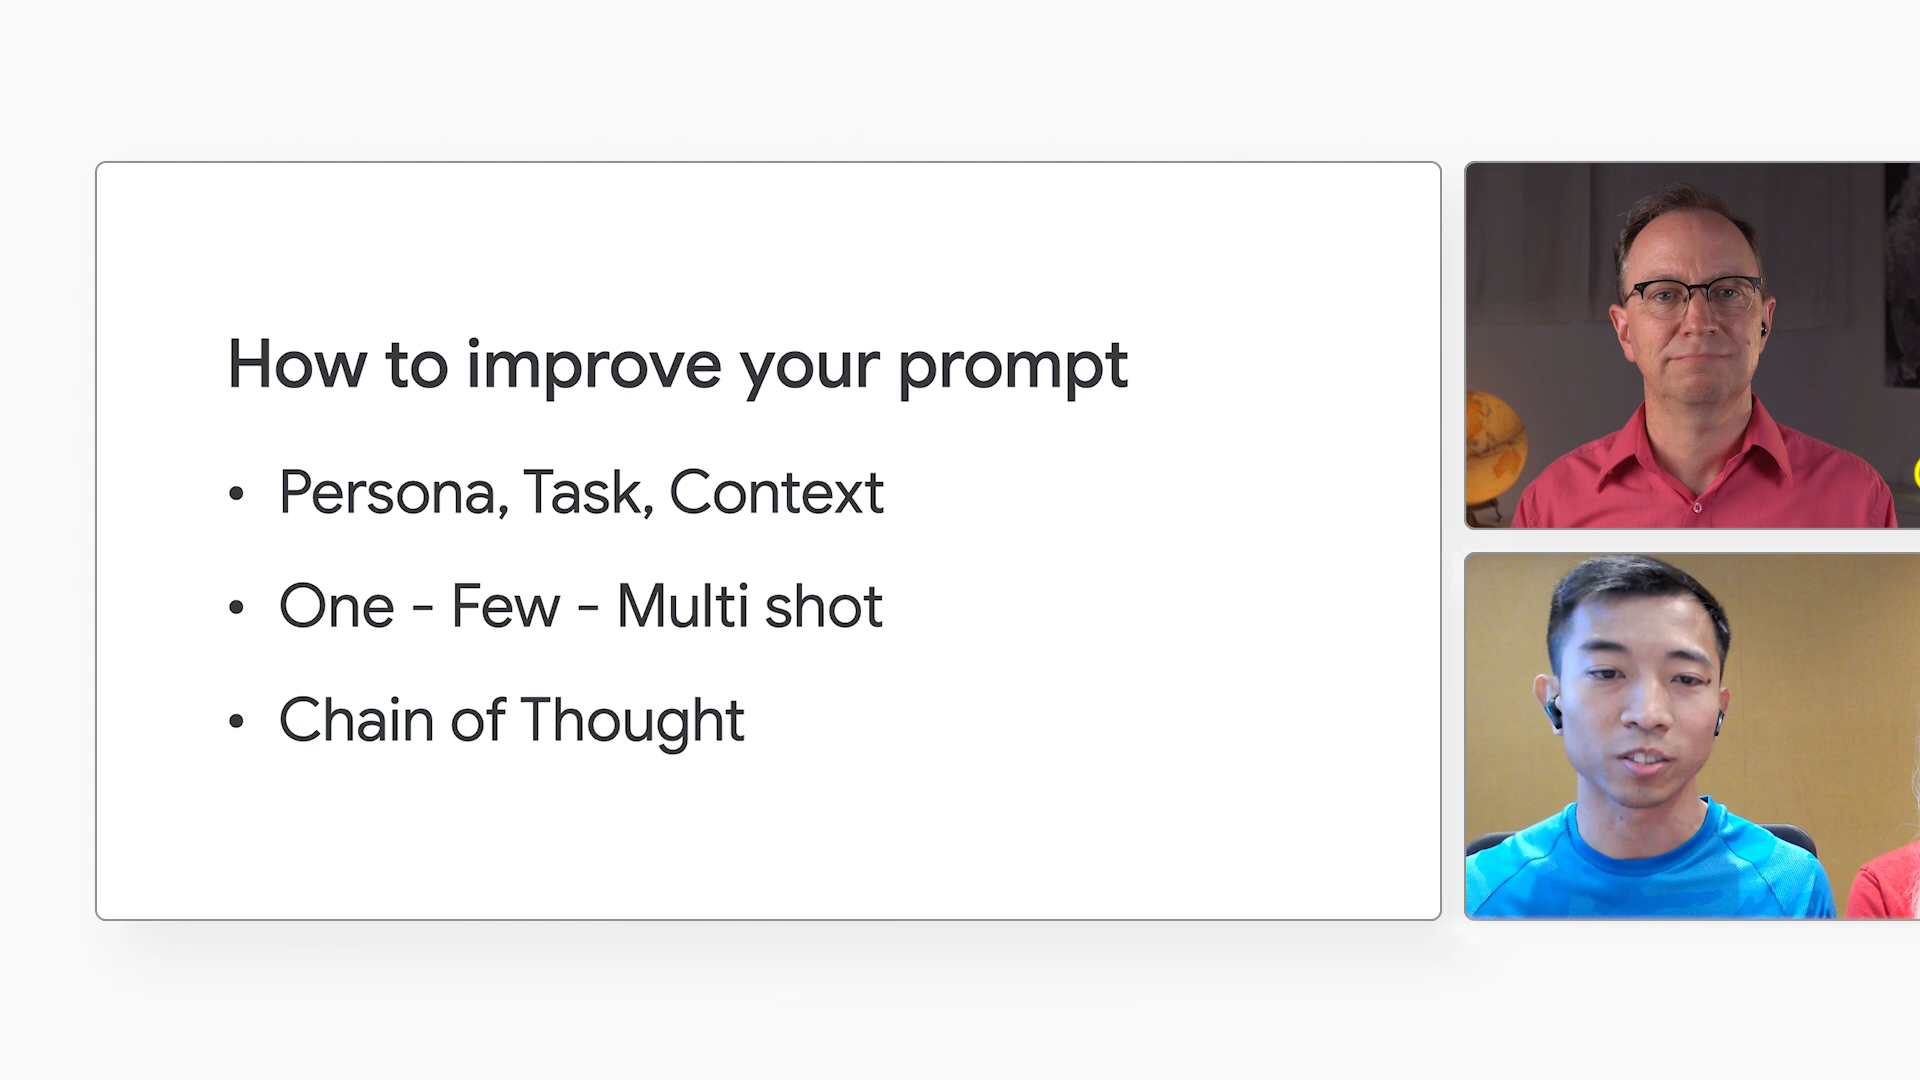 How to improve your prompt
• Persona, Task, Context
• One - Few - Multi shot
• Chain of Thought